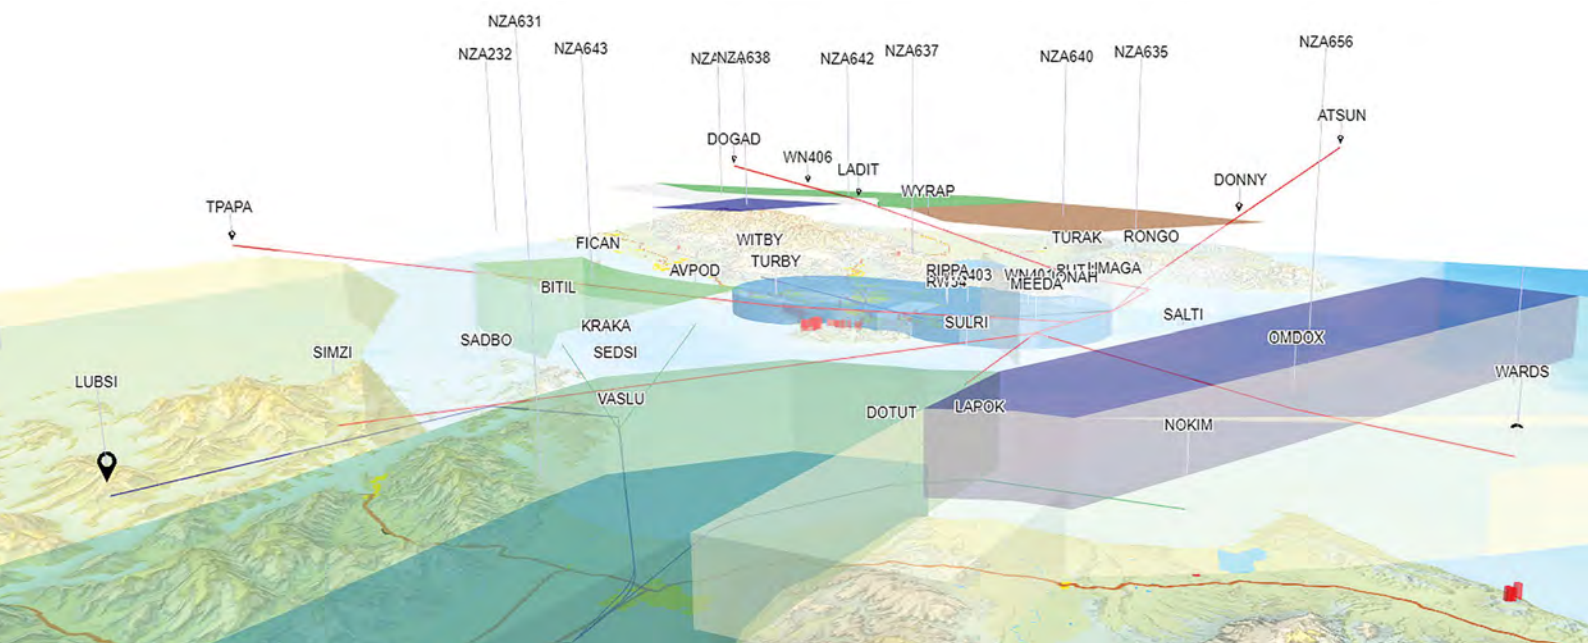 NZA631
NZA232
NZA643
NZA638
NZA642
NZA637
NZA640
NZA635
NZA656
ATSUN
DOGAD
WN406
LADIT
WYRAP
DONNY
TPAPA
FICAN
WITBY
TURAK
RONGO
AVPOD
TURBY
RIPPA
MEEDA
BITIL
SULRI
SALTI
KRAKA
SADBO
SEDSI
SIMZI
OMDOX
LUBSI
WARDS
VASLU
DOTUT
LAPOK
NOKIM